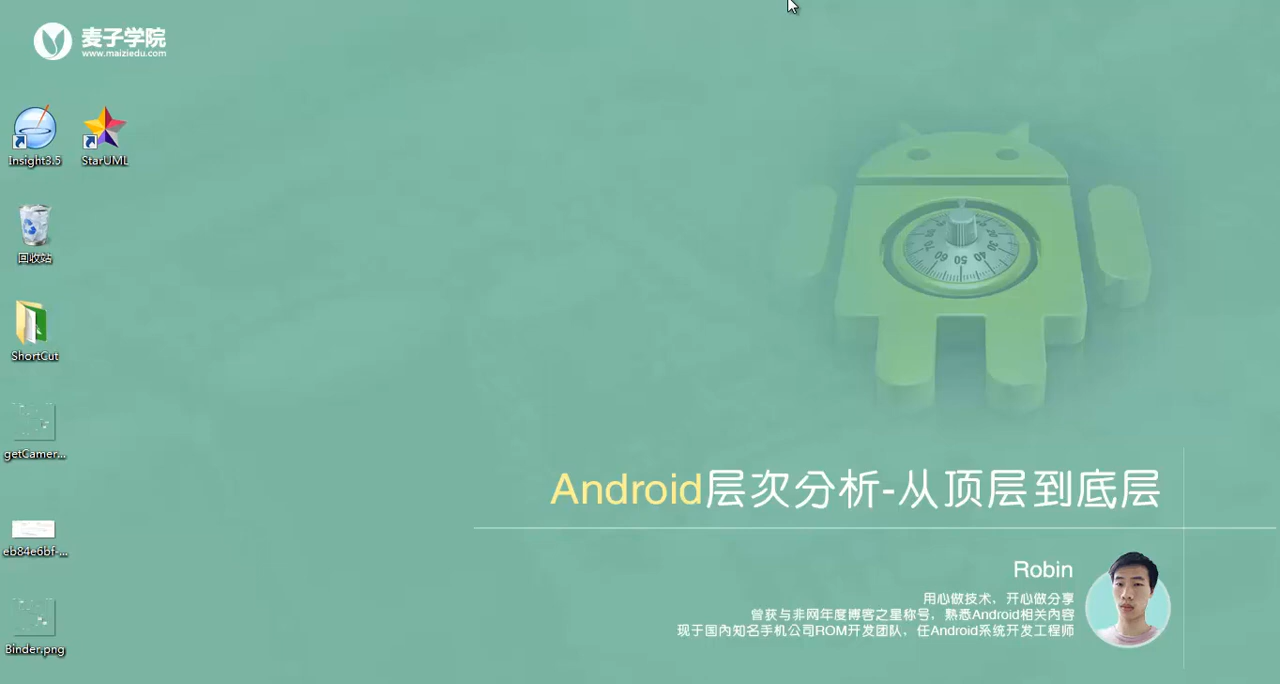 麦子学院
www.maiziedu.com
Insight3.5
StarUML
回收站
ShortCut
getCamer...
eb84e6bf-...
Binder.png
70
60
50
40
30
Android层次分析-从顶层到底层
Robin
用心做技术，开心做分享
曾获与非网年度博客之星称号，熟悉Android相关内容
现于国内知名手机公司ROM开发团队，任Android系统开发工程师